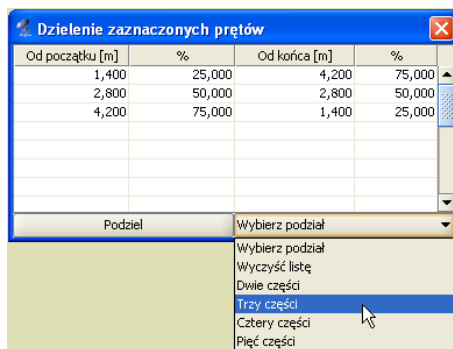 Dzielenie zaznaczonych prętów
Od początku [m] % Od końca [m] %
1,400 25,000 4,200 75,000
2,800 50,000 2,800 50,000
4,200 75,000 1,400 25,000
Podziel Wybierz podział
Wybierz podział
Wyczyść listę
Dwie części
Trzy części
Cztery części
Pięć części